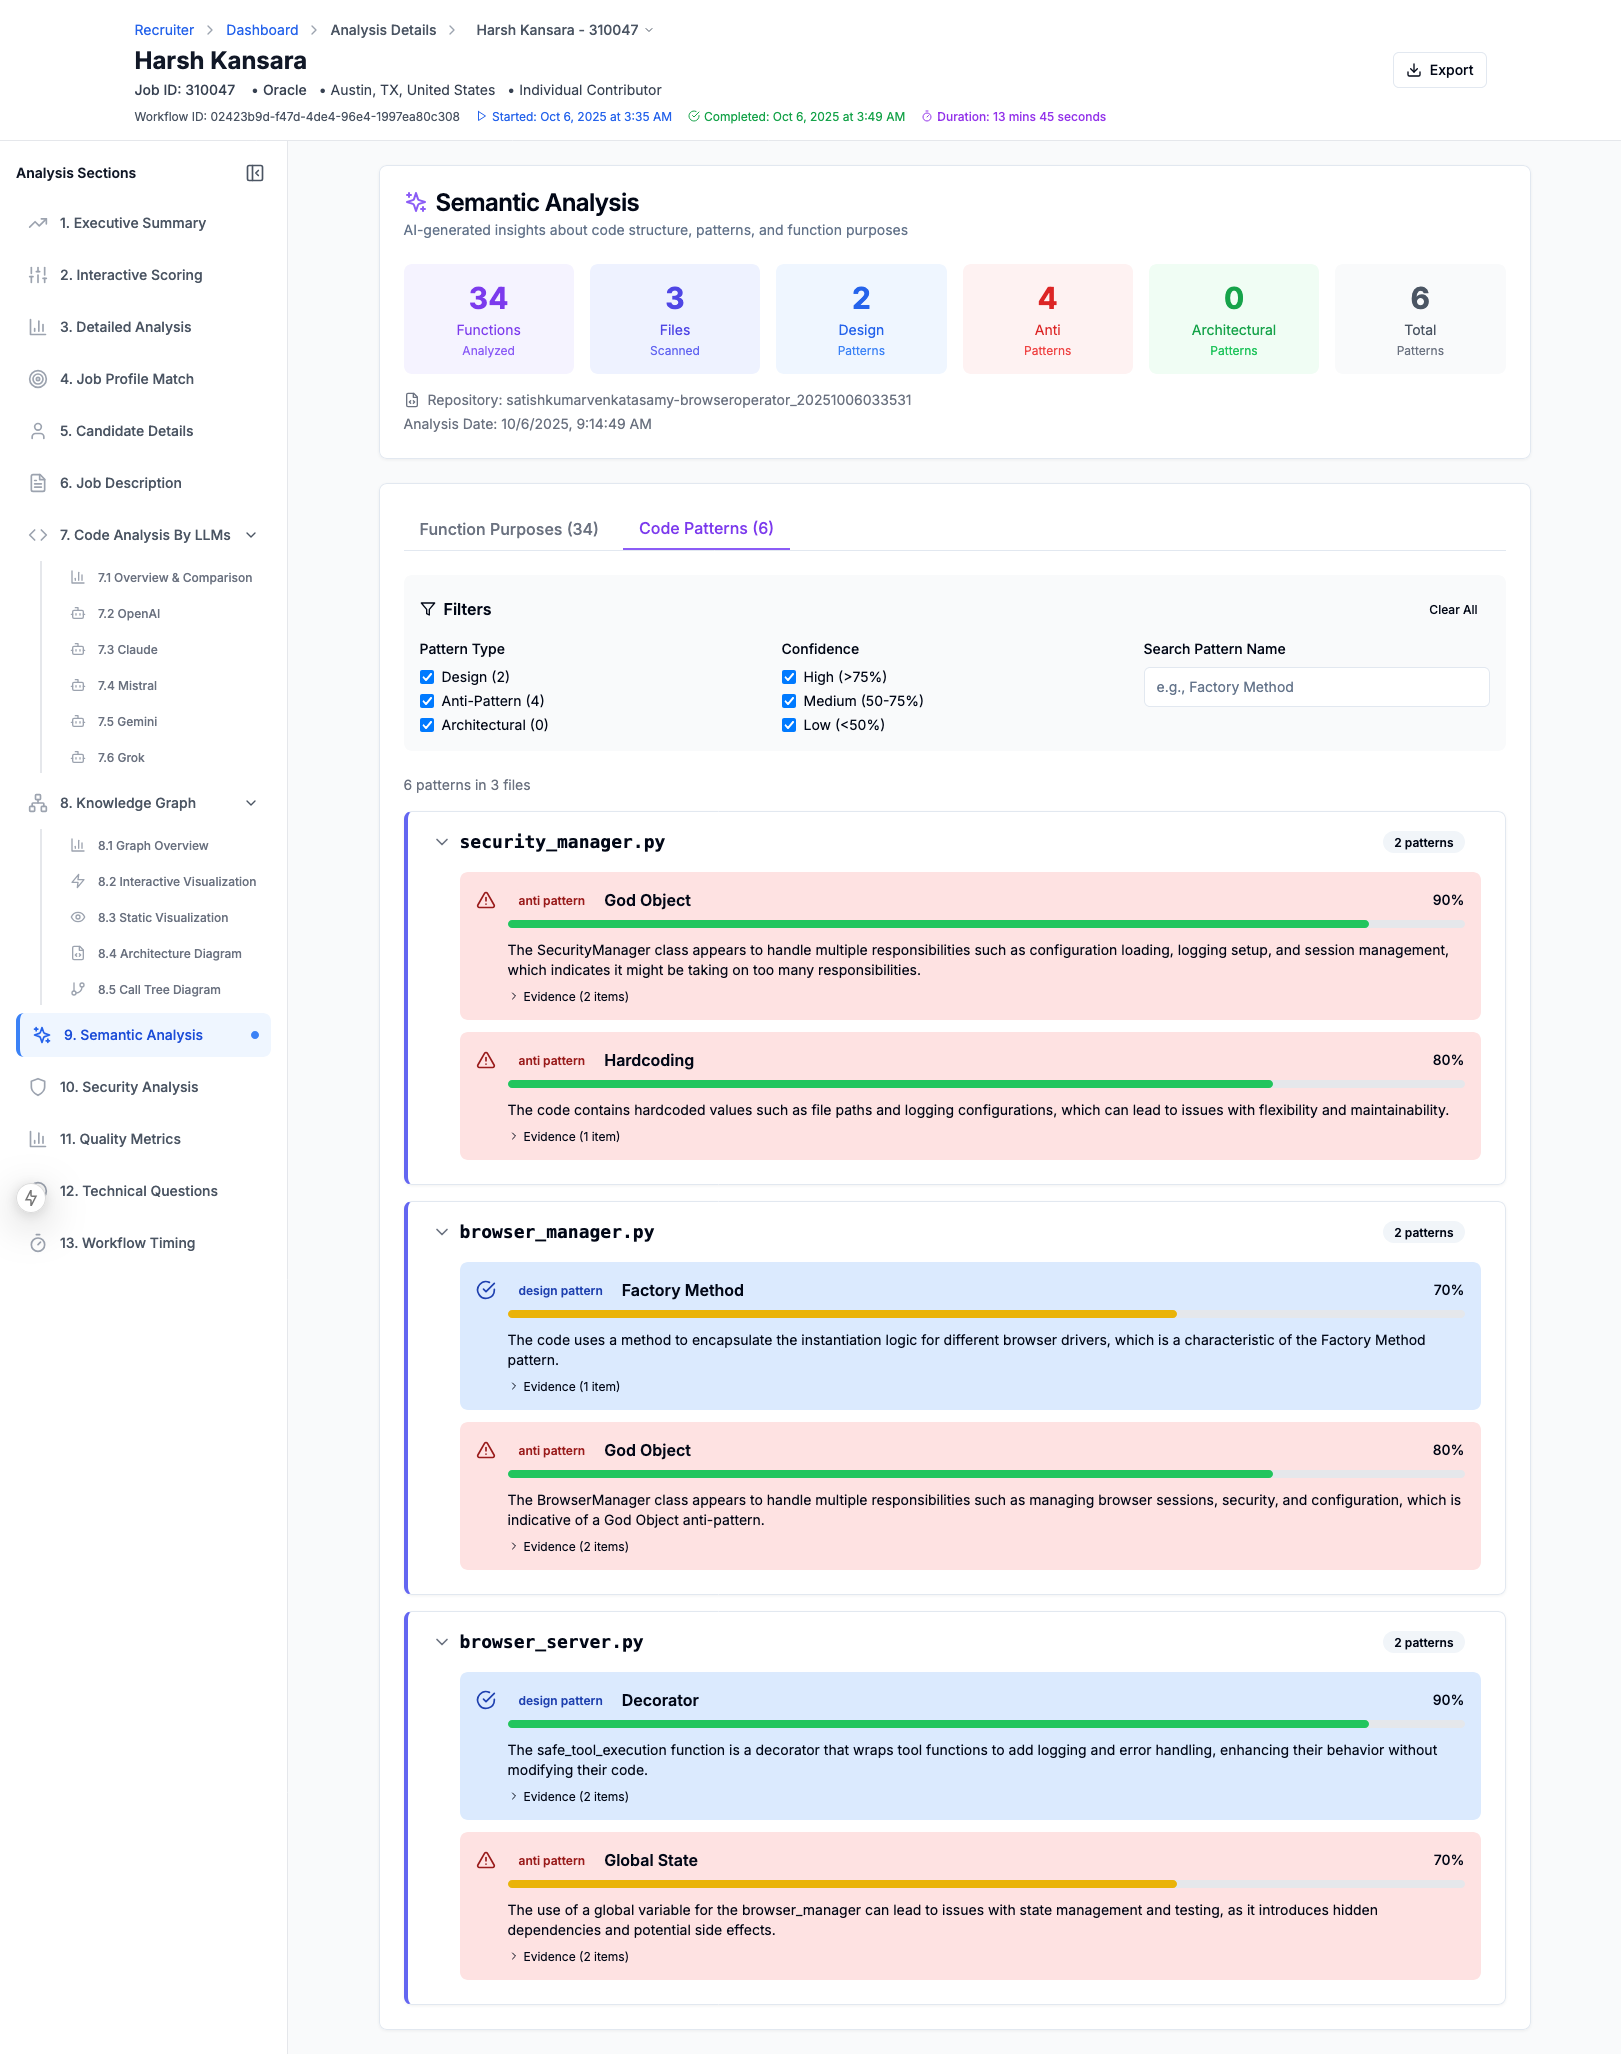 Recruiter > Dashboard > Analysis Details > Harsh Kansara - 310047
Harsh Kansara
Export
Job ID: 310047 • Oracle • Austin, TX, United States • Individual Contributor
Workflow ID: 02423b9d-f47d-4de4-96e4-1997ea80c308 Started: Oct 6, 2025 at 3:35 AM Completed: Oct 6, 2025 at 3:49 AM Duration: 13 mins 45 seconds
Analysis Sections
1. Executive Summary
2. Interactive Scoring
3. Detailed Analysis
4. Job Profile Match
5. Candidate Details
6. Job Description
7. Code Analysis By LLMs
7.1 Overview & Comparison
7.2 OpenAI
7.3 Claude
7.4 Mistral
7.5 Gemini
7.6 Grok
8. Knowledge Graph
8.1 Graph Overview
8.2 Interactive Visualization
8.3 Static Visualization
8.4 Architecture Diagram
8.5 Call Tree Diagram
9. Semantic Analysis
10. Security Analysis
11. Quality Metrics
12. Technical Questions
13. Workflow Timing
Semantic Analysis
AI-generated insights about code structure, patterns, and function purposes
34
Functions
Analyzed
3
Files
Scanned
2
Design
Patterns
4
Anti
Patterns
0
Architectural
Patterns
6
Total
Patterns
Repository: satishkumarvenkatasamy-browseroperator_20251006033531
Analysis Date: 10/6/2025, 9:14:49 AM
Function Purposes (34) Code Patterns (6)
Filters
Clear All
Pattern Type
Design (2)
Anti-Pattern (4)
Architectural (0)
Confidence
High (>75%)
Medium (50-75%)
Low (<50%)
Search Pattern Name
e.g., Factory Method
6 patterns in 3 files
security_manager.py 2 patterns
anti pattern God Object 90%
The SecurityManager class appears to handle multiple responsibilities such as configuration loading, logging setup, and session management,
which indicates it might be taking on too many responsibilities.
Evidence (2 items)
anti pattern Hardcoding 80%
The code contains hardcoded values such as file paths and logging configurations, which can lead to issues with flexibility and maintainability.
Evidence (1 item)
browser_manager.py 2 patterns
design pattern Factory Method 70%
The code uses a method to encapsulate the instantiation logic for different browser drivers, which is a characteristic of the Factory Method
pattern.
Evidence (1 item)
anti pattern God Object 80%
The BrowserManager class appears to handle multiple responsibilities such as managing browser sessions, security, and configuration, which is
indicative of a God Object anti-pattern.
Evidence (2 items)
browser_server.py 2 patterns
design pattern Decorator 90%
The safe_tool_execution function is a decorator that wraps tool functions to add logging and error handling, enhancing their behavior without
modifying their code.
Evidence (2 items)
anti pattern Global State 70%
The use of a global variable for the browser_manager can lead to issues with state management and testing, as it introduces hidden
dependencies and potential side effects.
Evidence (2 items)